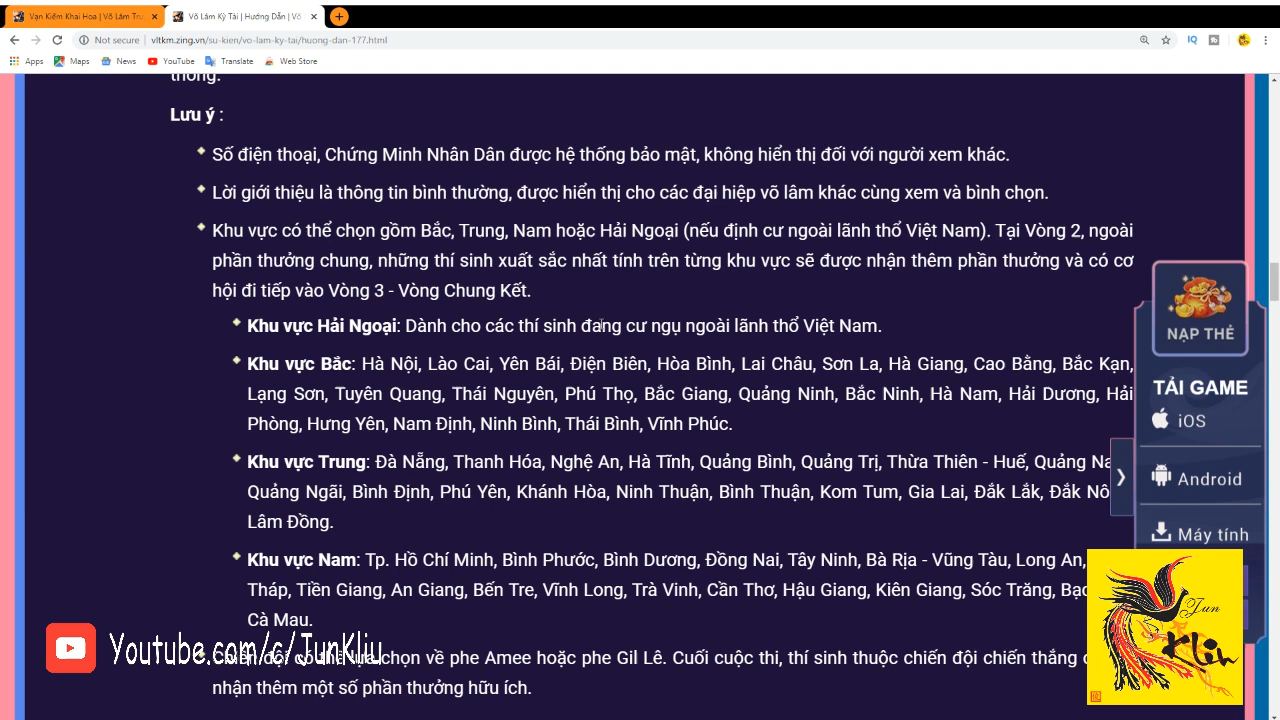 Vạn Kiếm Khai Hoa | Võ Lâm Tru
Võ Lâm Kỳ Tài | Hướng Dẫn | Võ
Not secure
vltkm.zing.vn/su-kien/vo-lam-ky-tai/huong-dan-177.html
IQ
Apps Maps News YouTube Translate Web Store
thống.
Lưu ý :
Số điện thoại, Chứng Minh Nhân Dân được hệ thống bảo mật, không hiển thị đối với người xem khác.
Lời giới thiệu là thông tin bình thường, được hiển thị cho các đại hiệp võ lâm khác cùng xem và bình chọn.
Khu vực có thể chọn gồm Bắc, Trung, Nam hoặc Hải Ngoại (nếu định cư ngoài lãnh thổ Việt Nam). Tại Vòng 2, ngoài
phần thưởng chung, những thí sinh xuất sắc nhất tính trên từng khu vực sẽ được nhận thêm phần thưởng và có cơ
hội đi tiếp vào Vòng 3 - Vòng Chung Kết.
Khu vực Hải Ngoại: Dành cho các thí sinh đang cư ngụ ngoài lãnh thổ Việt Nam.
Khu vực Bắc: Hà Nội, Lào Cai, Yên Bái, Điện Biên, Hòa Bình, Lai Châu, Sơn La, Hà Giang, Cao Bằng, Bắc Kạn,
Lạng Sơn, Tuyên Quang, Thái Nguyên, Phú Thọ, Bắc Giang, Quảng Ninh, Bắc Ninh, Hà Nam, Hải Dương, Hải
Phòng, Hưng Yên, Nam Định, Ninh Bình, Thái Bình, Vĩnh Phúc.
Khu vực Trung: Đà Nẵng, Thanh Hóa, Nghệ An, Hà Tĩnh, Quảng Bình, Quảng Trị, Thừa Thiên - Huế, Quảng Na
Quảng Ngãi, Bình Định, Phú Yên, Khánh Hòa, Ninh Thuận, Bình Thuận, Kom Tum, Gia Lai, Đắk Lắk, Đắk Nô
Lâm Đồng.
Khu vực Nam: Tp. Hồ Chí Minh, Bình Phước, Bình Dương, Đồng Nai, Tây Ninh, Bà Rịa - Vũng Tàu, Long An,
Tháp, Tiền Giang, An Giang, Bến Tre, Vĩnh Long, Trà Vinh, Cần Thơ, Hậu Giang, Kiên Giang, Sóc Trăng, Bạc
Cà Mau.
Chiến đội có thể lựa chọn về phe Amee hoặc phe Gil Lê. Cuối cuộc thi, thí sinh thuộc chiến đội chiến thắng
nhận thêm một số phần thưởng hữu ích.
NẠP THẺ
TẢI GAME
iOS
Android
Máy tính
Youtube.com/c/JunKliu
Jun
Kliu